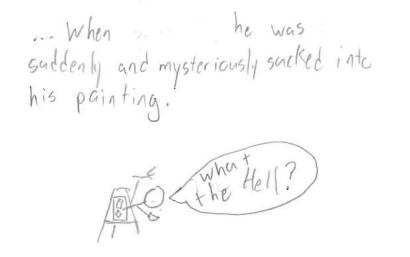 ... When he was
suddenly and mysteriously sucked into
his painting.
what
the Hell?